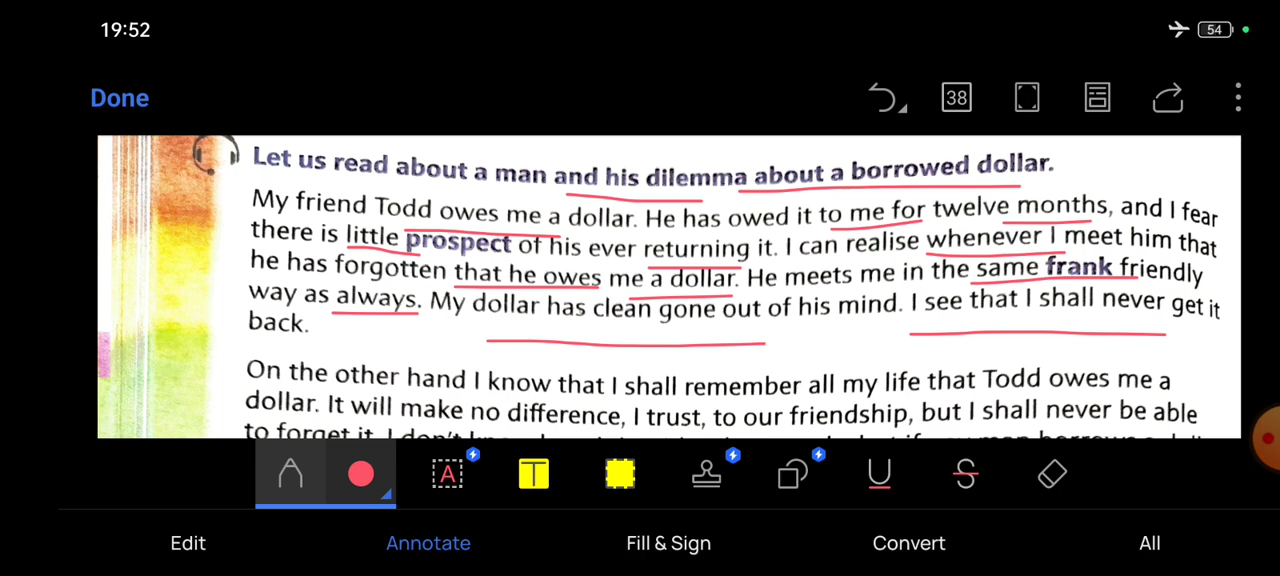 19:52
54
Done
38
Let us read about a man and his dilemma about a borrowed dollar.
My friend Todd owes me a dollar. He has owed it to me for twelve months, and I fear
there is little prospect of his ever returning it. I can realise whenever I meet him that
he has forgotten that he owes me a dollar. He meets me in the same frank friendly
way as always. My dollar has clean gone out of his mind. I see that I shall never get it
back.
On the other hand I know that I shall remember all my life that Todd owes me a
dollar. It will make no difference, I trust, to our friendship, but I shall never be able
to forget it. I don't
A
T
U
S
Edit
Annotate
Fill & Sign
Convert
All